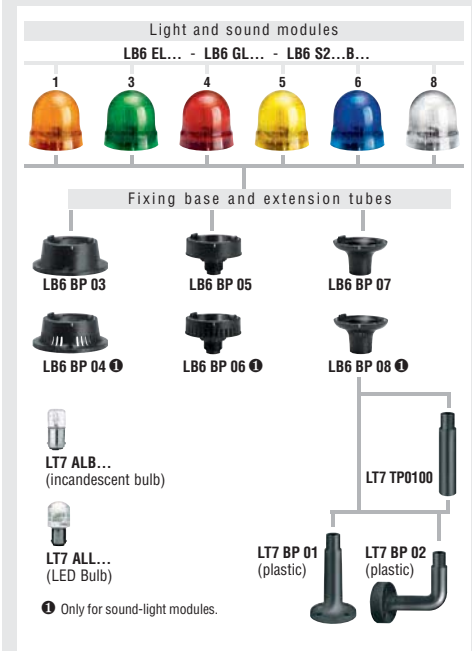 Light and sound modules
LB6 EL... - LB6 GL... - LB6 S2...B...
1 3 4 5 6 8
Fixing base and extension tubes
LB6 BP 03 LB6 BP 05 LB6 BP 07
LB6 BP 04 ❶ LB6 BP 06 ❶ LB6 BP 08 ❶
LT7 ALB...
(incandescent bulb)
LT7 TP0100
LT7 ALL...
(LED Bulb)
LT7 BP 01
(plastic)
LT7 BP 02
(plastic)
❶ Only for sound-light modules.